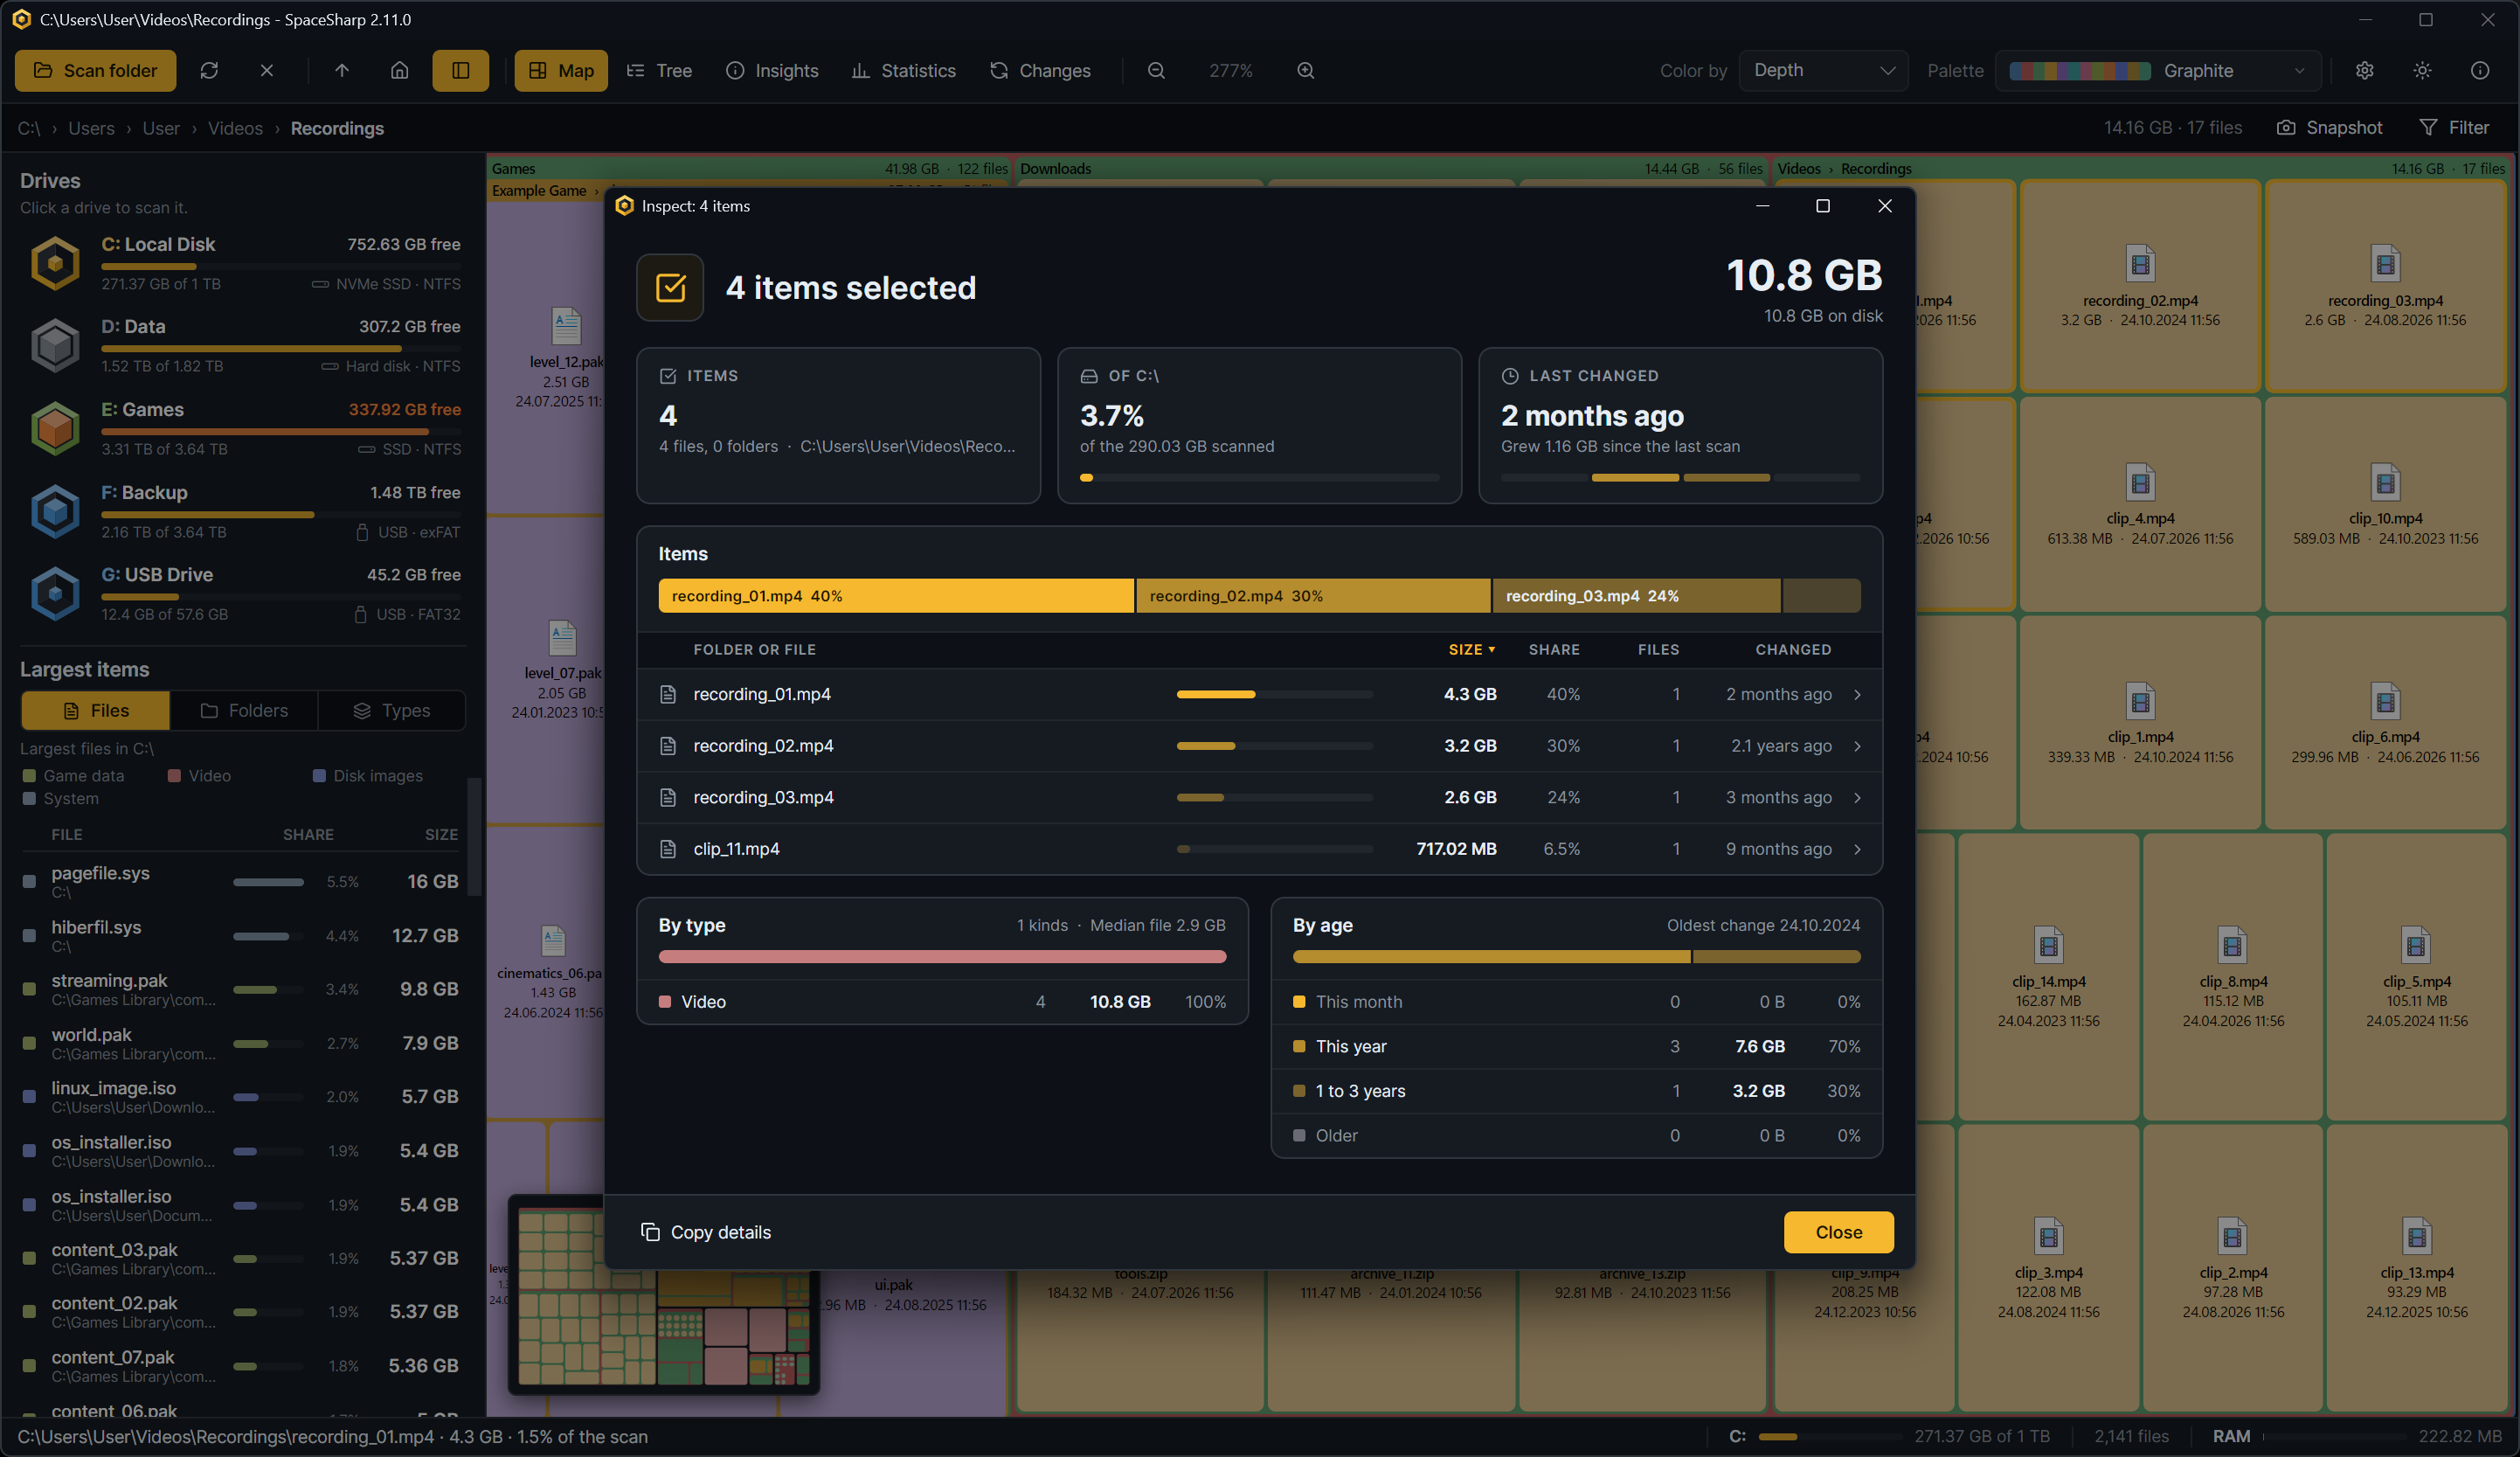 C:\Users\User\Videos\Recordings - SpaceSharp 2.11.0
Scan folder
Map
Tree
Insights
Statistics
Changes
277%
Color by
Depth
Palette
Graphite
C:\ › Users › User › Videos › Recordings
14.16 GB · 17 files
Snapshot
Filter
Drives
Click a drive to scan it.
C: Local Disk 752.63 GB free
271.37 GB of 1 TB NVMe SSD · NTFS
D: Data 307.2 GB free
1.52 TB of 1.82 TB Hard disk · NTFS
E: Games 337.92 GB free
3.31 TB of 3.64 TB SSD · NTFS
F: Backup 1.48 TB free
2.16 TB of 3.64 TB USB · exFAT
G: USB Drive 45.2 GB free
12.4 GB of 57.6 GB USB · FAT32
Largest items
Files Folders Types
Largest files in C:\
Game data Video Disk images
System
FILE SHARE SIZE
pagefile.sys 5.5% 16 GB
C:\
hiberfil.sys 4.4% 12.7 GB
C:\
streaming.pak 3.4% 9.8 GB
C:\Games Library\com...
world.pak 2.7% 7.9 GB
C:\Games Library\com...
linux_image.iso 2.0% 5.7 GB
C:\Users\User\Downlo...
os_installer.iso 1.9% 5.4 GB
C:\Users\User\Downlo...
os_installer.iso 1.9% 5.4 GB
C:\Users\User\Docum...
content_03.pak 1.9% 5.37 GB
C:\Games Library\com...
content_02.pak 1.9% 5.37 GB
C:\Games Library\com...
content_07.pak 1.8% 5.36 GB
C:\Games Library\com...
content_06.pak
Games 41.98 GB · 122 files
Example Game ›
level_12.pak
2.51 GB
24.07.2025 11:
level_07.pak
2.05 GB
24.01.2023 10:5
cinematics_06.pa
1.43 GB
24.06.2024 11:56
ui.pak
.96 MB · 24.08.2025 11:56
Downloads 14.44 GB · 56 files
tools.zip
184.32 MB · 24.07.2026 11:56
archive_11.zip
111.47 MB · 24.01.2024 10:56
archive_13.zip
92.81 MB · 24.10.2023 11:56
Videos › Recordings 14.16 GB · 17 files
1.mp4
026 11:56
recording_02.mp4
3.2 GB · 24.10.2024 11:56
recording_03.mp4
2.6 GB · 24.08.2026 11:56
p4
.2026 10:56
clip_4.mp4
613.38 MB · 24.07.2026 11:56
clip_10.mp4
589.03 MB · 24.10.2023 11:56
p4
.2024 10:56
clip_1.mp4
339.33 MB · 24.10.2024 11:56
clip_6.mp4
299.96 MB · 24.06.2026 11:56
clip_14.mp4
162.87 MB
24.04.2023 11:56
clip_8.mp4
115.12 MB
24.04.2026 11:56
clip_5.mp4
105.11 MB
24.05.2024 11:56
clip_9.mp4
208.25 MB
24.12.2023 10:56
clip_3.mp4
122.08 MB
24.08.2024 11:56
clip_2.mp4
97.28 MB
24.08.2026 11:56
clip_13.mp4
93.29 MB
24.12.2025 10:56
Inspect: 4 items
4 items selected
10.8 GB
10.8 GB on disk
ITEMS
4
4 files, 0 folders · C:\Users\User\Videos\Reco...
OF C:\
3.7%
of the 290.03 GB scanned
LAST CHANGED
2 months ago
Grew 1.16 GB since the last scan
Items
recording_01.mp4 40%
recording_02.mp4 30%
recording_03.mp4 24%
FOLDER OR FILE SIZE ▾ SHARE FILES CHANGED
recording_01.mp4 4.3 GB 40% 1 2 months ago
recording_02.mp4 3.2 GB 30% 1 2.1 years ago
recording_03.mp4 2.6 GB 24% 1 3 months ago
clip_11.mp4 717.02 MB 6.5% 1 9 months ago
By type 1 kinds · Median file 2.9 GB
Video 4 10.8 GB 100%
By age Oldest change 24.10.2024
This month 0 0 B 0%
This year 3 7.6 GB 70%
1 to 3 years 1 3.2 GB 30%
Older 0 0 B 0%
Copy details
Close
C:\Users\User\Videos\Recordings\recording_01.mp4 · 4.3 GB · 1.5% of the scan
C: 271.37 GB of 1 TB
2,141 files
RAM 222.82 MB